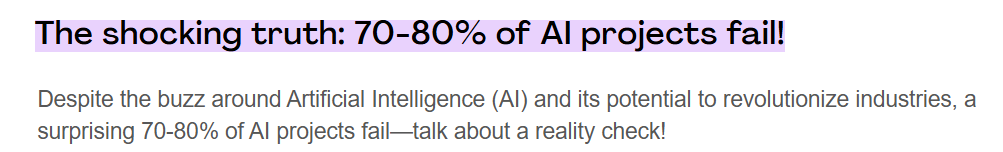 The shocking truth: 70-80% of AI projects fail!
Despite the buzz around Artificial Intelligence (AI) and its potential to revolutionize industries, a
surprising 70-80% of AI projects fail—talk about a reality check!